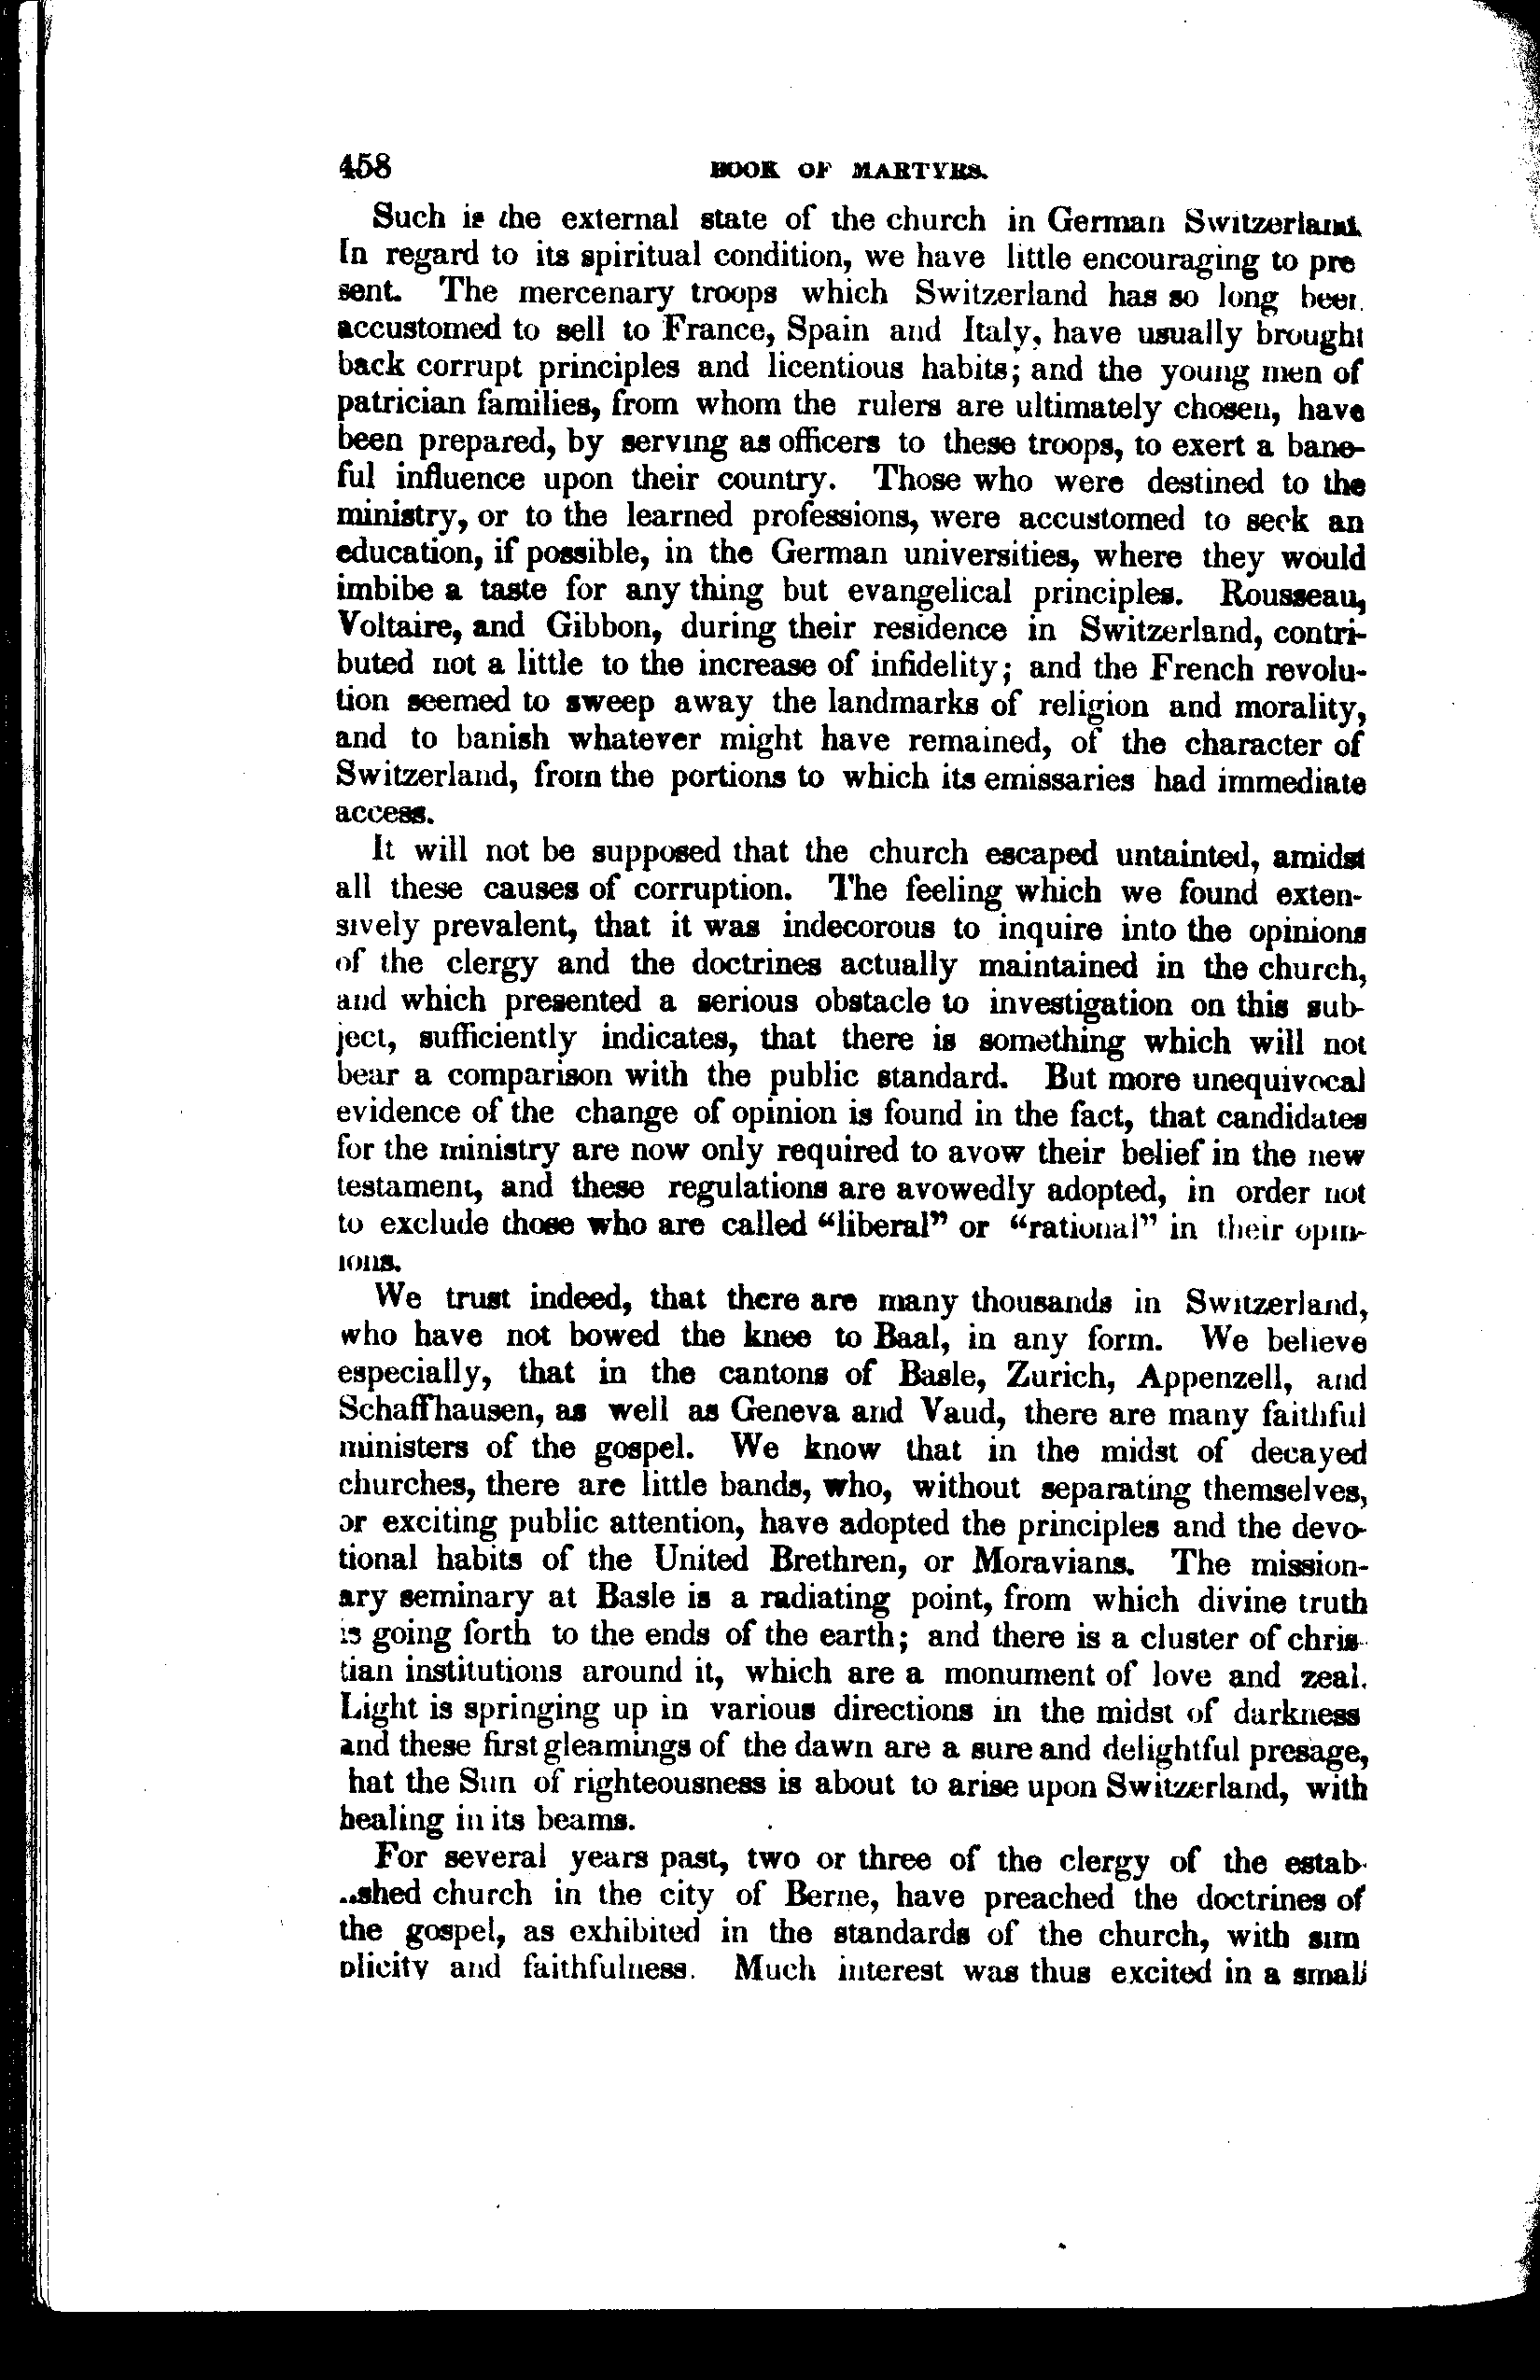 458 BOOK OF MARTYRS.
Such is the external state of the church in German Switzerland.
In regard to its spiritual condition, we have little encouraging to pre
sent. The mercenary troops which Switzerland has so long been
accustomed to sell to France, Spain and Italy, have usually brought
back corrupt principles and licentious habits; and the young men of
patrician families, from whom the rulers are ultimately chosen, have
been prepared, by serving as officers to these troops, to exert a bane-
ful influence upon their country. Those who were destined to the
ministry, or to the learned professions, were accustomed to seek an
education, if possible, in the German universities, where they would
imbibe a taste for any thing but evangelical principles. Rousseau,
Voltaire, and Gibbon, during their residence in Switzerland, contri-
buted not a little to the increase of infidelity; and the French revolu-
tion seemed to sweep away the landmarks of religion and morality,
and to banish whatever might have remained, of the character of
Switzerland, from the portions to which its emissaries had immediate
access.
It will not be supposed that the church escaped untainted, amidst
all these causes of corruption. The feeling which we found exten-
sively prevalent, that it was indecorous to inquire into the opinions
of the clergy and the doctrines actually maintained in the church,
and which presented a serious obstacle to investigation on this sub-
ject, sufficiently indicates, that there is something which will not
bear a comparison with the public standard. But more unequivocal
evidence of the change of opinion is found in the fact, that candidates
for the ministry are now only required to avow their belief in the new
testament, and these regulations are avowedly adopted, in order not
to exclude those who are called “liberal” or “rational” in their opin-
ions.
We trust indeed, that there are many thousands in Switzerland,
who have not bowed the knee to Baal, in any form. We believe
especially, that in the cantons of Basle, Zurich, Appenzell, and
Schaffhausen, as well as Geneva and Vaud, there are many faithful
ministers of the gospel. We know that in the midst of decayed
churches, there are little bands, who, without separating themselves,
or exciting public attention, have adopted the principles and the devo-
tional habits of the United Brethren, or Moravians. The mission-
ary seminary at Basle is a radiating point, from which divine truth
is going forth to the ends of the earth; and there is a cluster of chris-
tian institutions around it, which are a monument of love and zeal.
Light is springing up in various directions in the midst of darkness
and these first gleamings of the dawn are a sure and delightful presage,
hat the Sun of righteousness is about to arise upon Switzerland, with
healing in its beams.
For several years past, two or three of the clergy of the estab-
..shed church in the city of Berne, have preached the doctrines of
the gospel, as exhibited in the standards of the church, with sim
plicity and faithfulness. Much interest was thus excited in a small